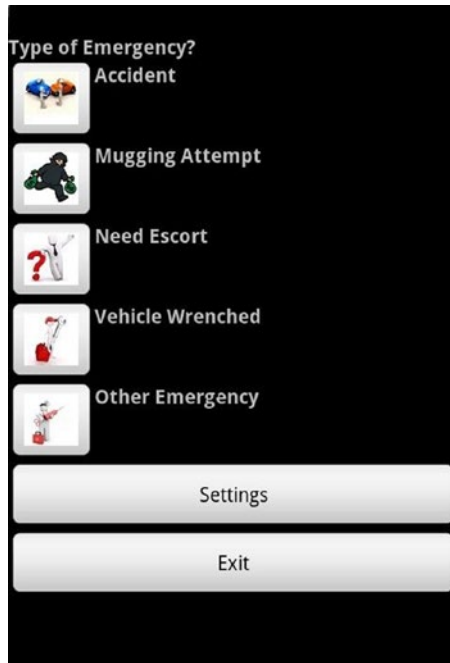 Type of Emergency?
Accident
Mugging Attempt
Need Escort
Vehicle Wrenched
Other Emergency
Settings
Exit